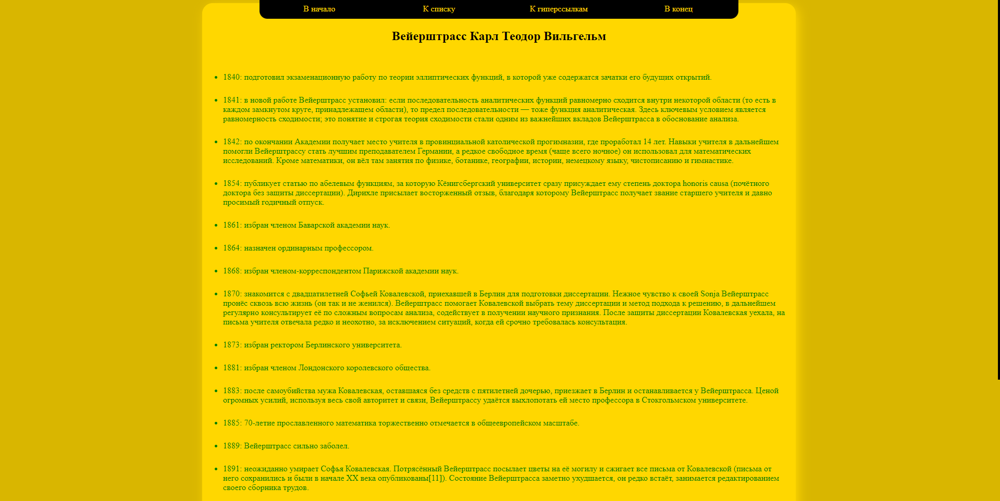 В начало К списку К гиперссылкам В конец
Вейерштрасс Карл Теодор Вильгельм
1840: подготовил экзаменационную работу по теории эллиптических функций, в которой уже содержатся зачатки его будущих открытий.
1841: в новой работе Вейерштрасс установил: если последовательность аналитических функций равномерно сходится внутри некоторой области (то есть в
каждом замкнутом круге, принадлежащем области), то предел последовательности — тоже функция аналитическая. Здесь ключевым условием является
равномерность сходимости; это понятие и строгая теория сходимости стали одним из важнейших вкладов Вейерштрасса в обоснование анализа.
1842: по окончании Академии получает место учителя в провинциальной католической прогимназии, где проработал 14 лет. Навыки учителя в дальнейшем
помогли Вейерштрассу стать лучшим преподавателем Германии, а редкое свободное время (чаще всего ночное) он использовал для математических
исследований. Кроме математики, он вёл там занятия по физике, ботанике, географии, истории, немецкому языку, чистописанию и гимнастике.
1854: публикует статью по абелевым функциям, за которую Кёнигсбергский университет сразу присуждает ему степень доктора honoris causa (почётного
доктора без защиты диссертации). Дирихле присылает восторженный отзыв, благодаря которому Вейерштрасс получает звание старшего учителя и давно
просимый годичный отпуск.
1861: избран членом Баварской академии наук.
1864: назначен ординарным профессором.
1868: избран членом-корреспондентом Парижской академии наук.
1870: знакомится с двадцатилетней Софьей Ковалевской, приехавшей в Берлин для подготовки диссертации. Нежное чувство к своей Sonja Вейерштрасс
пронёс сквозь всю жизнь (он так и не женился). Вейерштрасс помогает Ковалевской выбрать тему диссертации и метод подхода к решению, в дальнейшем
регулярно консультирует её по сложным вопросам анализа, содействует в получении научного признания. После защиты диссертации Ковалевская уехала, на
письма учителя отвечала редко и неохотно, за исключением ситуаций, когда ей срочно требовалась консультация.
1873: избран ректором Берлинского университета.
1881: избран членом Лондонского королевского общества.
1883: после самоубийства мужа Ковалевская, оставшаяся без средств с пятилетней дочерью, приезжает в Берлин и останавливается у Вейерштрасса. Ценой
огромных усилий, используя весь свой авторитет и связи, Вейерштрассу удаётся выхлопотать ей место профессора в Стокгольмском университете.
1885: 70-летие прославленного математика торжественно отмечается в общеевропейском масштабе.
1889: Вейерштрасс сильно заболел.
1891: неожиданно умирает Софья Ковалевская. Потрясённый Вейерштрасс посылает цветы на её могилу и сжигает все письма от Ковалевской (письма от
него сохранились и были в начале XX века опубликованы[11]). Состояние Вейерштрасса заметно ухудшается, он редко встаёт, занимается редактированием
своего сборника трудов.